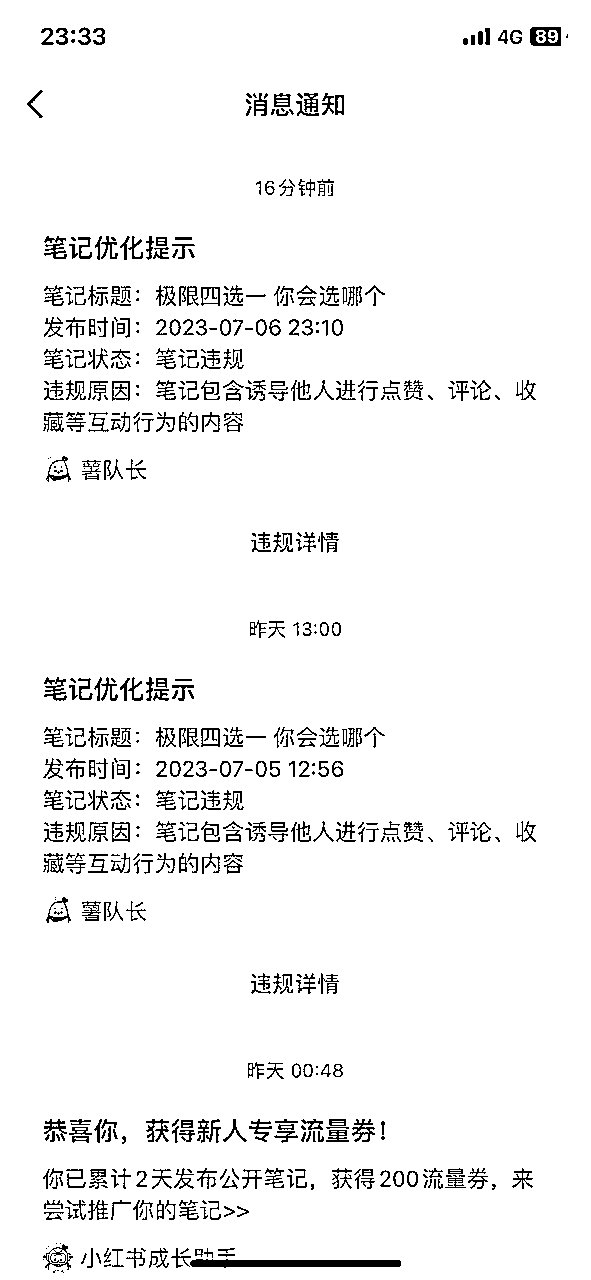 23:33
4G 89
消息通知
16分钟前
笔记优化提示
笔记标题：极限四选一 你会选哪个
发布时间：2023-07-06 23:10
笔记状态：笔记违规
违规原因：笔记包含诱导他人进行点赞、评论、收
藏等互动行为的内容
薯队长
违规详情
昨天 13:00
笔记优化提示
笔记标题：极限四选一 你会选哪个
发布时间：2023-07-05 12:56
笔记状态：笔记违规
违规原因：笔记包含诱导他人进行点赞、评论、收
藏等互动行为的内容
薯队长
违规详情
昨天 00:48
恭喜你，获得新人专享流量券！
你已累计2天发布公开笔记，获得200流量券，来
尝试推广你的笔记>>
小红书成长助手